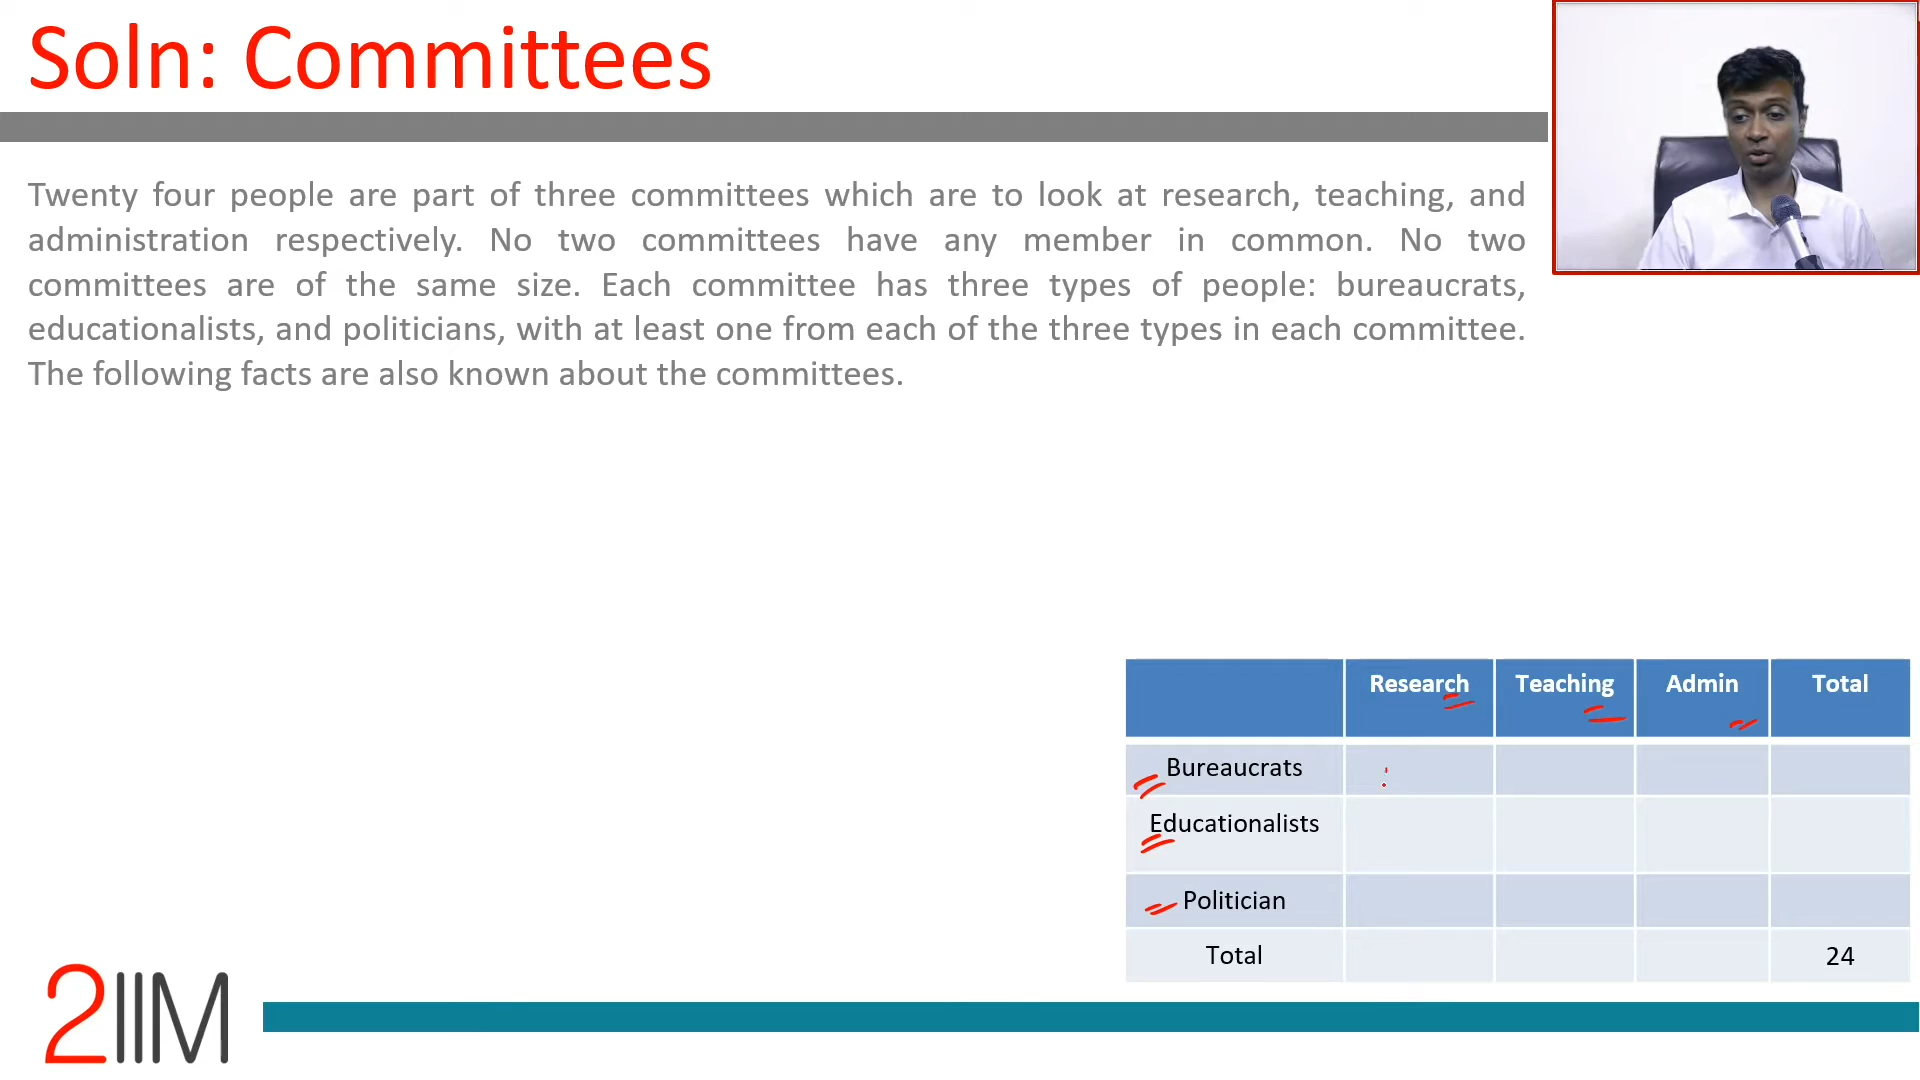 Soln: Committees
Twenty four people are part of three committees which are to look at research, teaching, and
administration respectively. No two committees have any member in common. No two
committees are of the same size. Each committee has three types of people: bureaucrats,
educationalists, and politicians, with at least one from each of the three types in each committee.
The following facts are also known about the committees.
Research Teaching Admin Total
Bureaucrats
Educationalists
Politician
Total 24
2IIM